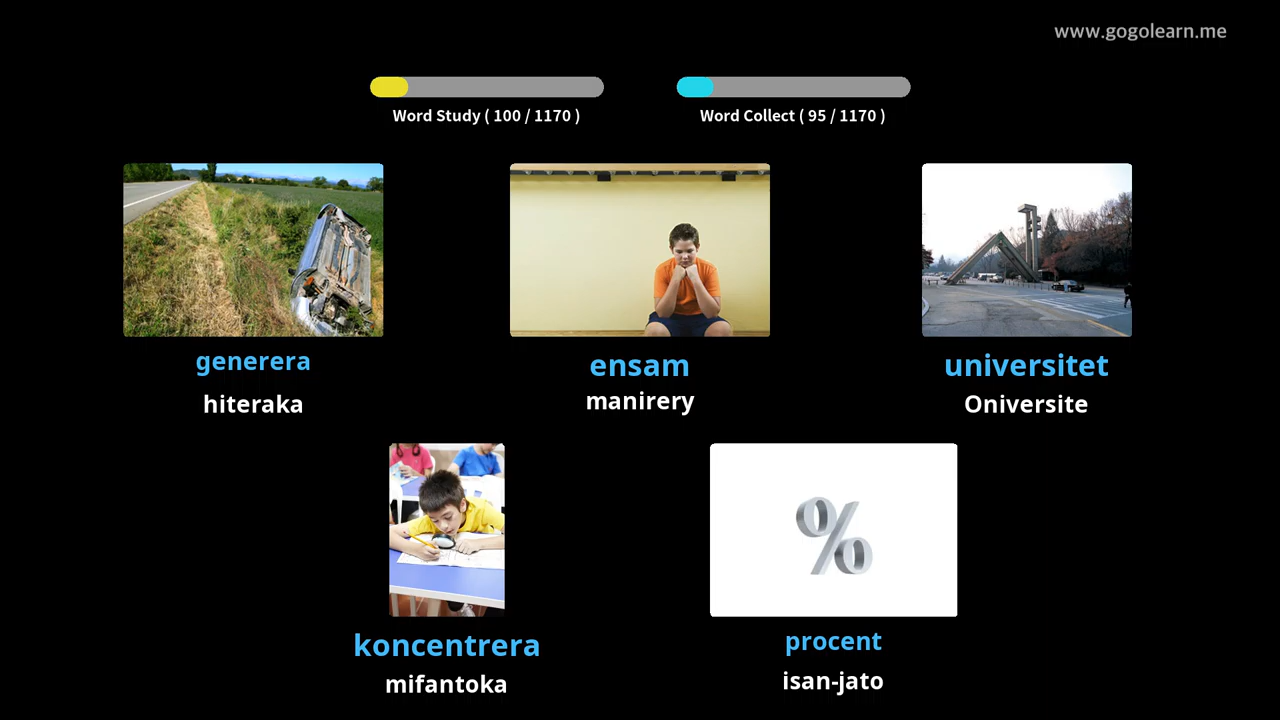 www.gogolearn.me
Word Study ( 100 / 1170 )
Word Collect ( 95 / 1170 )
generera
hiteraka
ensam
manirery
universitet
Oniversite
%
koncentrera
mifantoka
procent
isan-jato